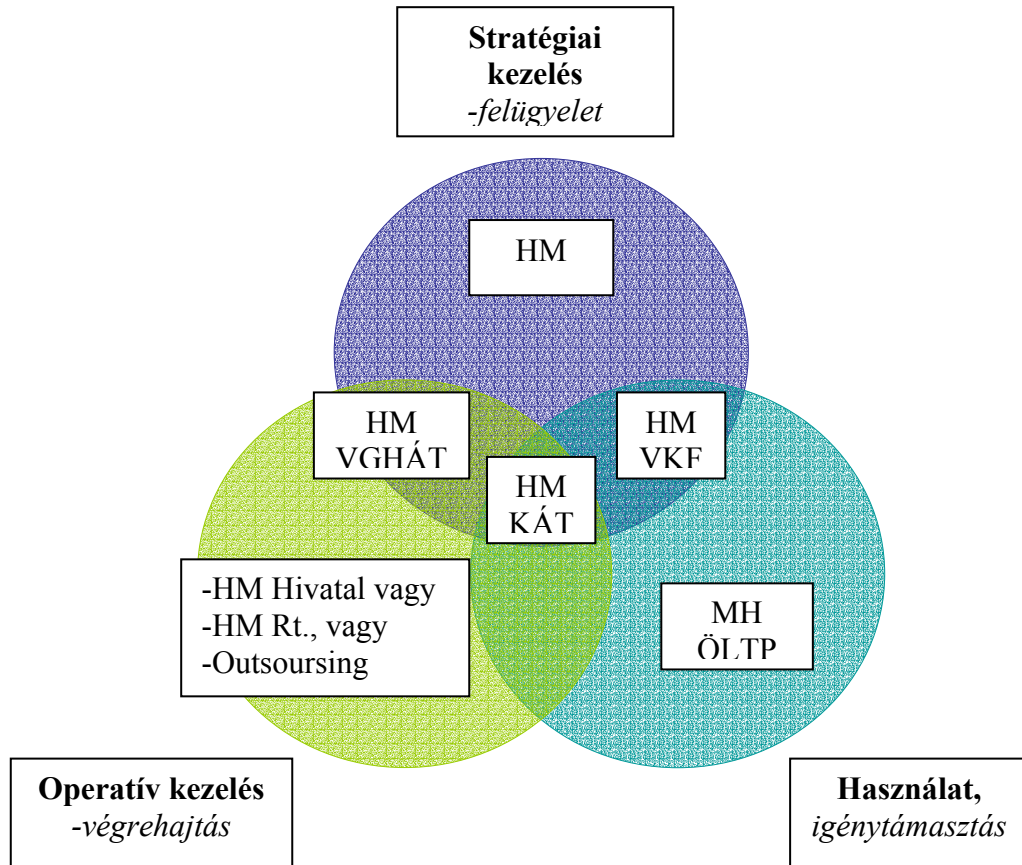 Stratégiai
kezelés
-felügyelet
HM
HM
VGHÁT
HM
VKF
HM
KÁT
-HM Hivatal vagy
-HM Rt., vagy
-Outsoursing
MH
ÖLTP
Operatív kezelés
-végrehajtás
Használat,
igénytámasztás